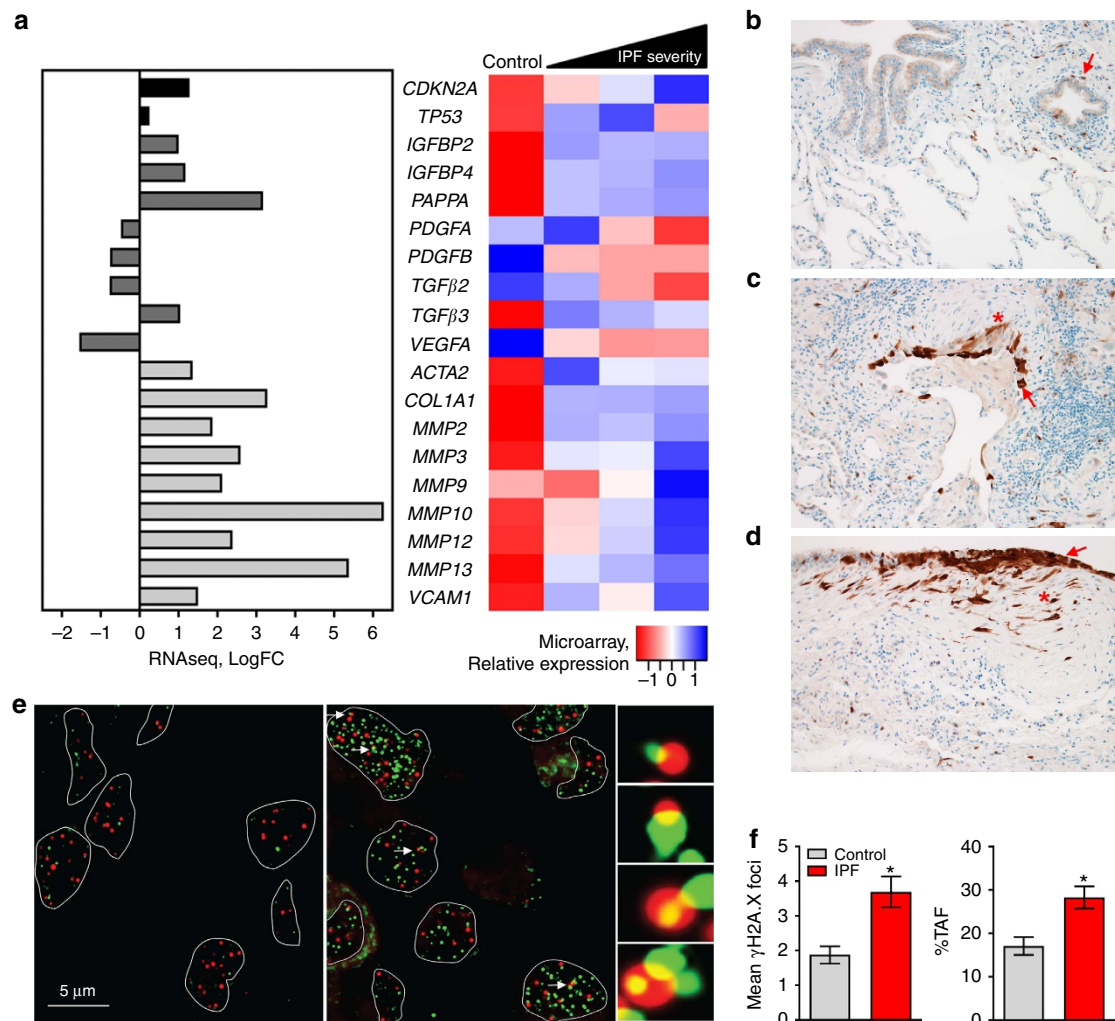 a
Control
IPF severity
CDKN2A
TP53
IGFBP2
IGFBP4
PAPPA
PDGFA
PDGFB
TGFβ2
TGFβ3
VEGFA
ACTA2
COL1A1
MMP2
MMP3
MMP9
MMP10
MMP12
MMP13
VCAM1
−2 −1 0 1 2 3 4 5 6
RNAseq, LogFC
Microarray,
Relative expression
−1 0 1
b
c
*
d
*
e
5 μm
f
Mean γH2A.X foci
5
4
3
2
1
0
Control
IPF
*
%TAF
40
30
20
10
0
*